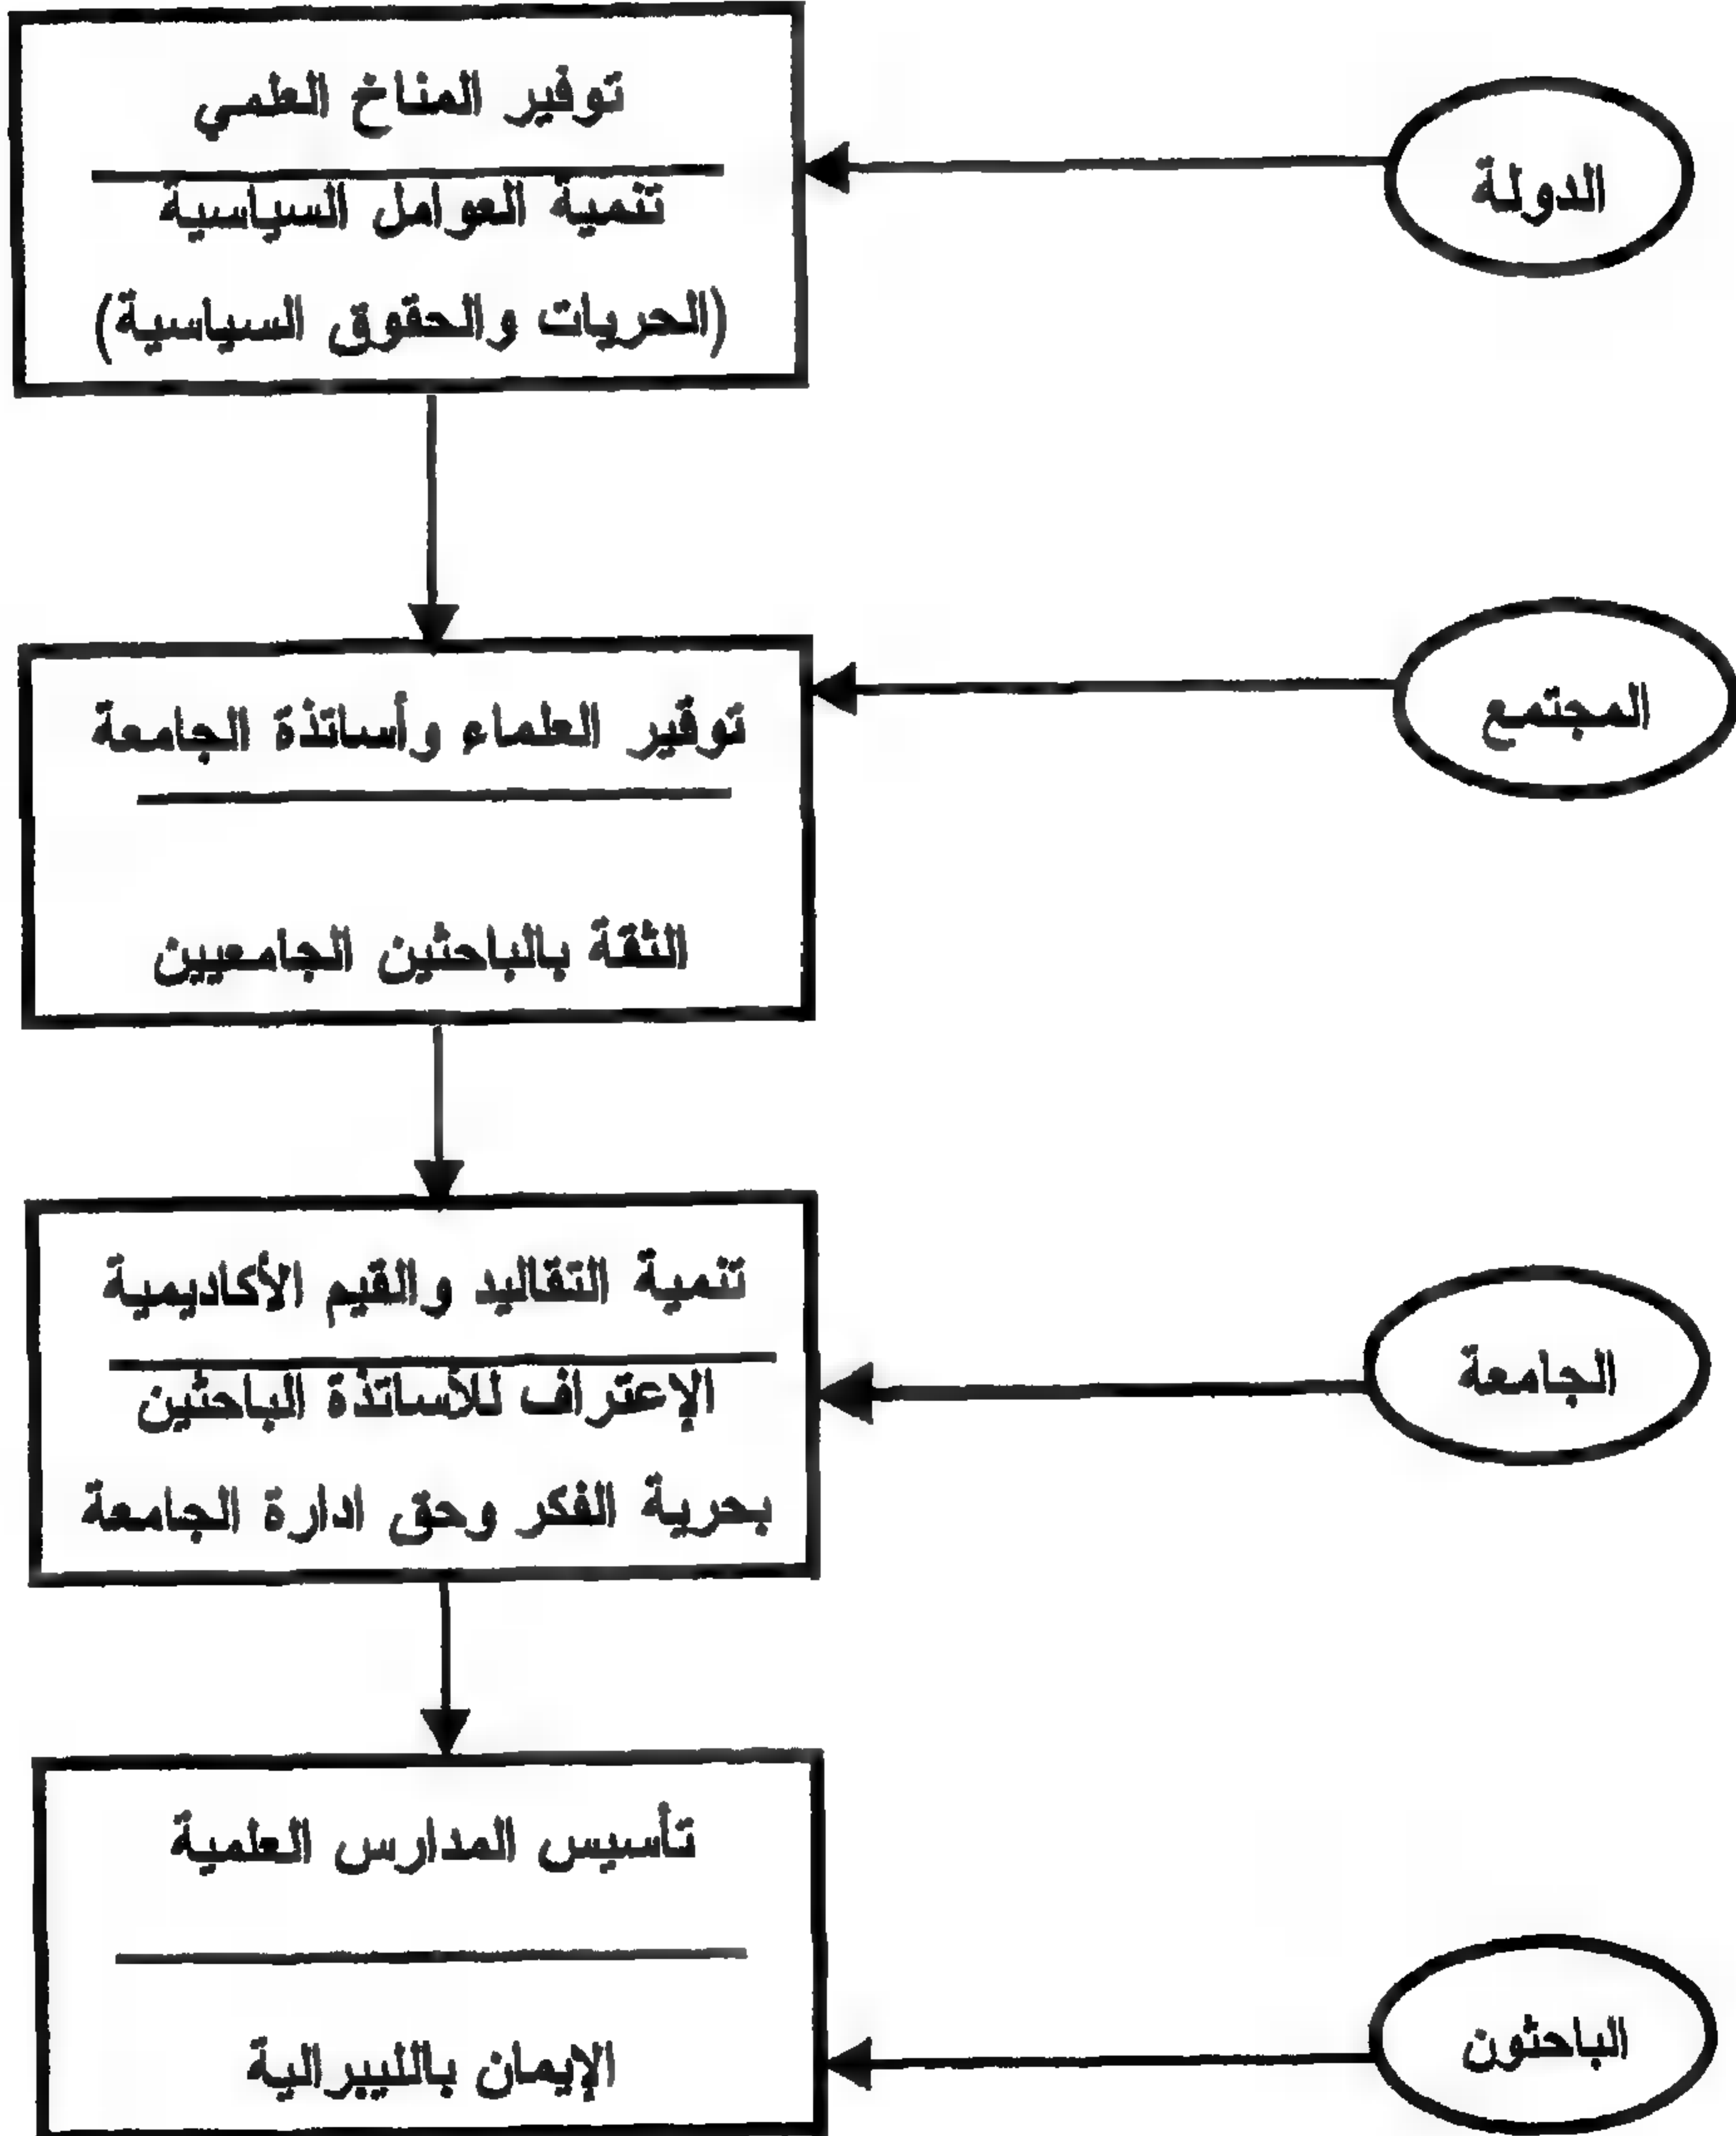 الدولة
توفير المناخ العلمي
تنمية العوامل السياسية
(الحريات والحقوق السياسية)
المجتمع
توقير العلماء وأساتذة الجامعة
الثقة بالباحثين الجامعيين
الجامعة
تنمية التقاليد والقيم الأكاديمية
الإعتراف للأساتذة الباحثين
بحرية الفكر وحق ادارة الجامعة
الباحثون
تأسيس المدارس العلمية
الإيمان بالليبرالية